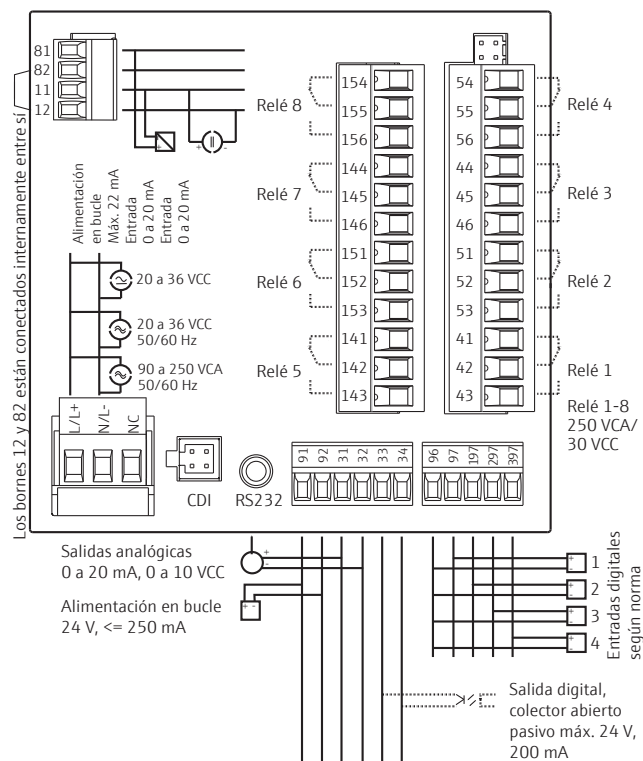 81
82
11
12
Los bornes 12 y 82 están conectados internamente entre sí
+
+ -
Alimentación
en bucle
Máx. 22 mA
Entrada
0 a 20 mA
Entrada
0 a 20 mA
20 a 36 VCC
20 a 36 VCC
50/60 Hz
90 a 250 VCA
50/60 Hz
L/L+
N/L-
NC
CDI
RS232
Relé 8
Relé 7
Relé 6
Relé 5
154
155
156
144
145
146
151
152
153
141
142
143
54
55
56
44
45
46
51
52
53
41
42
43
Relé 4
Relé 3
Relé 2
Relé 1
Relé 1-8
250 VCA/
30 VCC
91
92
31
32
33
34
96
97
197
297
397
Salidas analógicas
0 a 20 mA, 0 a 10 VCC
+
-
Alimentación en bucle
24 V, <= 250 mA
+ -
+
- 1
+
- 2
+
- 3
+
- 4
Entradas digitales
según norma
Salida digital,
colector abierto
pasivo máx. 24 V,
200 mA